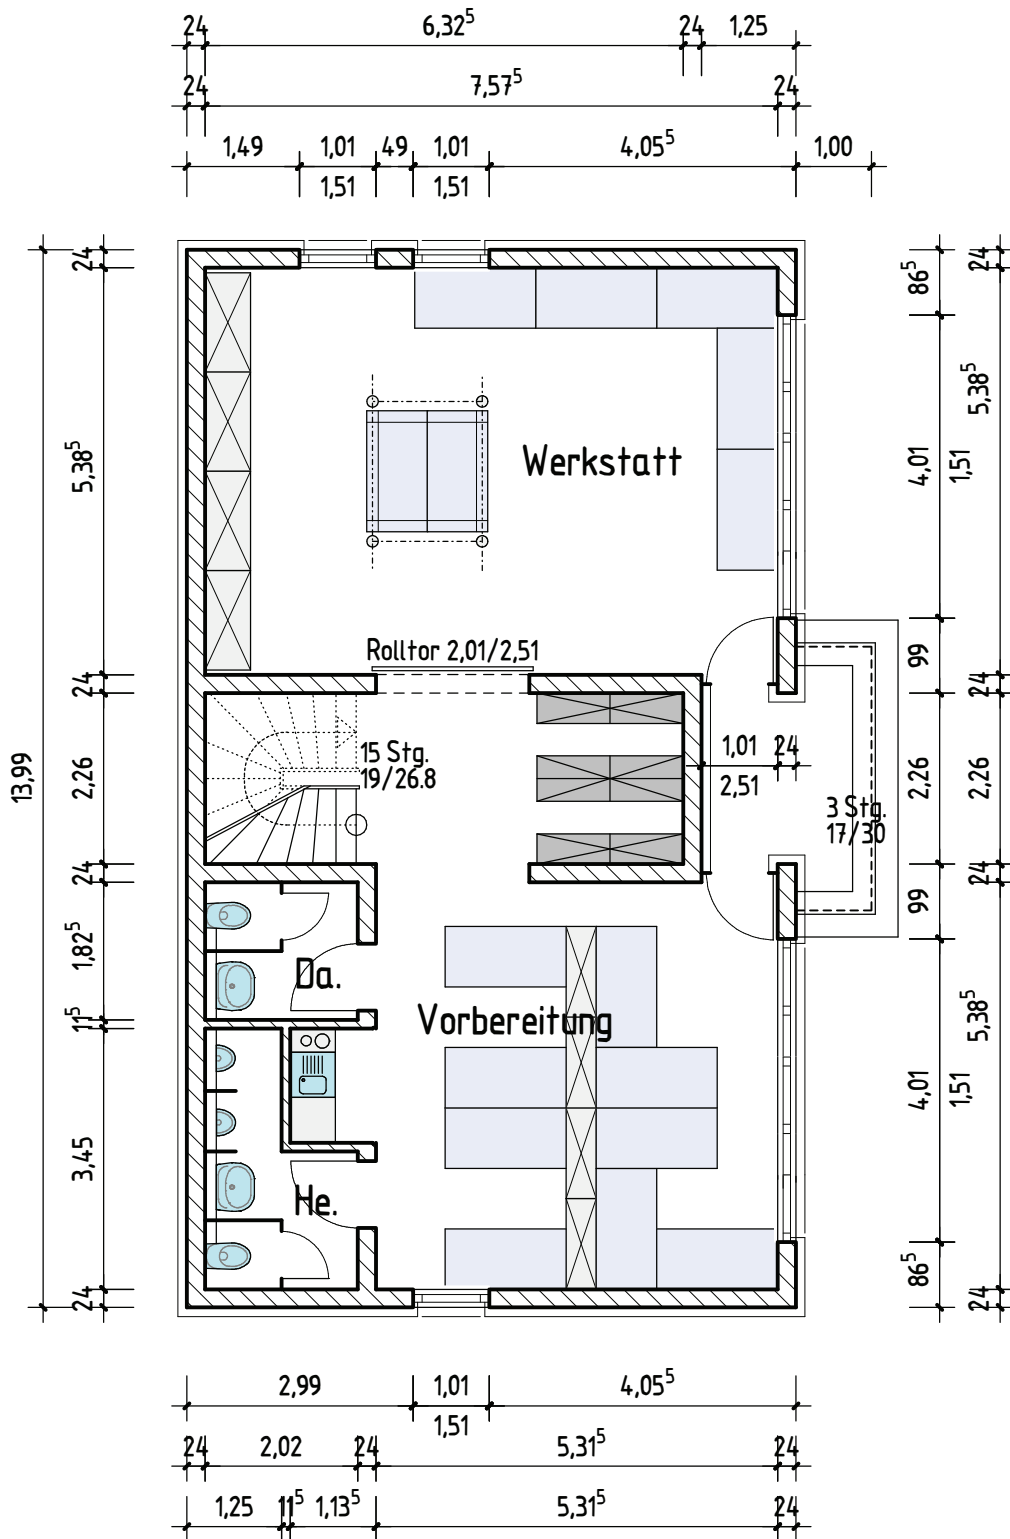 24 6,32⁵ 24 1,25
24 7,57⁵ 24
1,49 1,01 49 1,01 4,05⁵ 1,00
1,51 1,51
24 24 24
86⁵
5,38⁵ 4,01 1,51 5,38⁵
Werkstatt
Rolltor 2,01/2,51
99
24 24
15 Stg.
19/26.8
1,01 24
2,51
13,99 2,26 2,26 2,26
3 Stg.
17/30
24 24
99
1,82⁵
Da.
11⁵
Vorbereitung
5,38⁵
4,01 1,51
3,45
He.
86⁵
24 24
2,99 1,01 4,05⁵
1,51
24 2,02 24 5,31⁵ 24
1,25 11⁵ 1,13⁵ 5,31⁵ 24